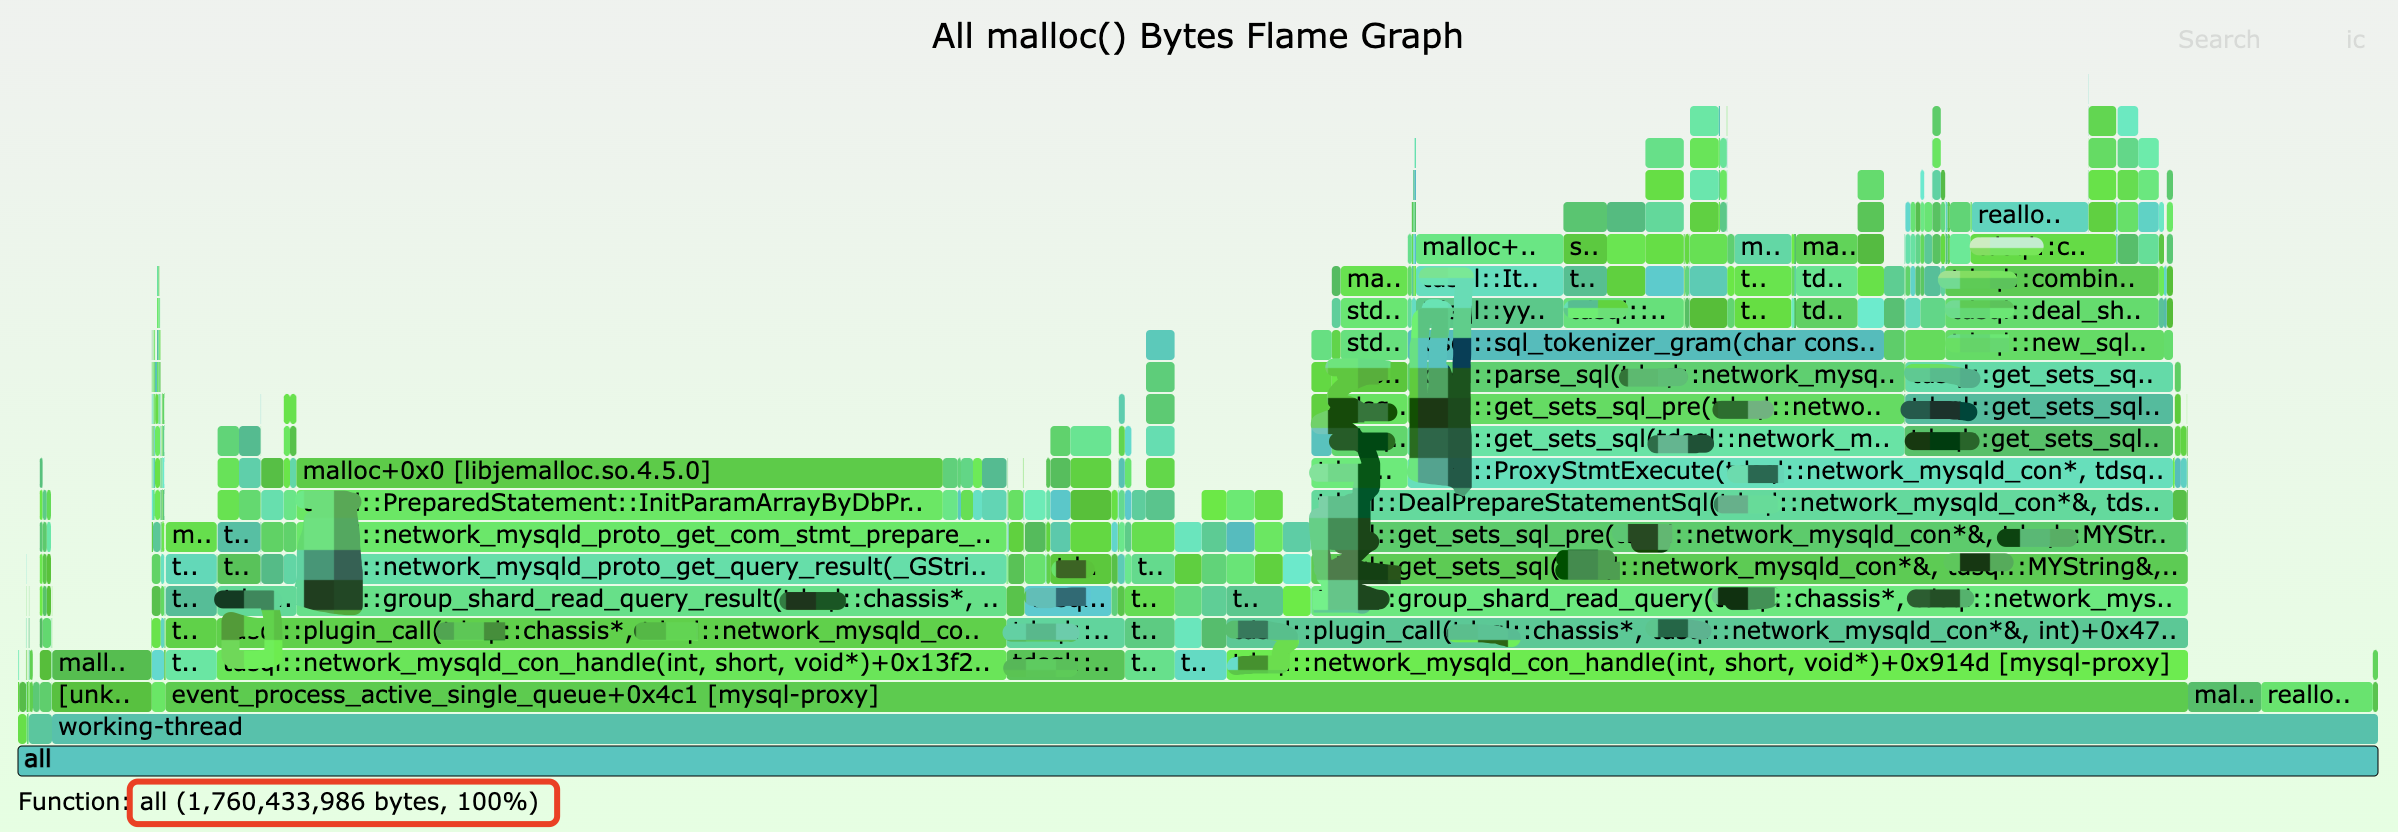 All malloc() Bytes Flame Graph
Search ic
reallo..
malloc+.. s.. m.. ma.. :c..
ma.. l::It.. t.. t.. td.. ::combin..
std.. l::yy.. ::.. t.. td.. ::deal_sh..
std.. ::sql_tokenizer_gram(char cons.. ::new_sql..
::parse_sql( ::network_mysq.. ::get_sets_sq..
::get_sets_sql_pre( ::netwo.. ::get_sets_sql..
::get_sets_sql( ::network_m.. ::get_sets_sql..
malloc+0x0 [libjemalloc.so.4.5.0] ::ProxyStmtExecute( ::network_mysqld_con*, tdsq..
::PreparedStatement::InitParamArrayByDbPr.. ::DealPrepareStatementSql( ::network_mysqld_con*&, tds..
m.. t.. ::network_mysqld_proto_get_com_stmt_prepare_.. ::get_sets_sql_pre( ::network_mysqld_con*&, ::MYStr..
t.. t.. ::network_mysqld_proto_get_query_result(_GStri.. t.. ::get_sets_sql( ::network_mysqld_con*&, ::MYString&,..
t.. ::group_shard_read_query_result( ::chassis*, .. t.. t.. :group_shard_read_query( ::chassis*, ::network_mys..
t.. ::plugin_call( ::chassis*, ::network_mysqld_co.. ::.. t.. ::plugin_call( ::chassis*, ::network_mysqld_con*&, int)+0x47..
mall.. t.. ::network_mysqld_con_handle(int, short, void*)+0x13f2.. ::.. t.. t.. ::network_mysqld_con_handle(int, short, void*)+0x914d [mysql-proxy]
[unk.. event_process_active_single_queue+0x4c1 [mysql-proxy] mal.. reallo..
working-thread
all
Function: all (1,760,433,986 bytes, 100%)